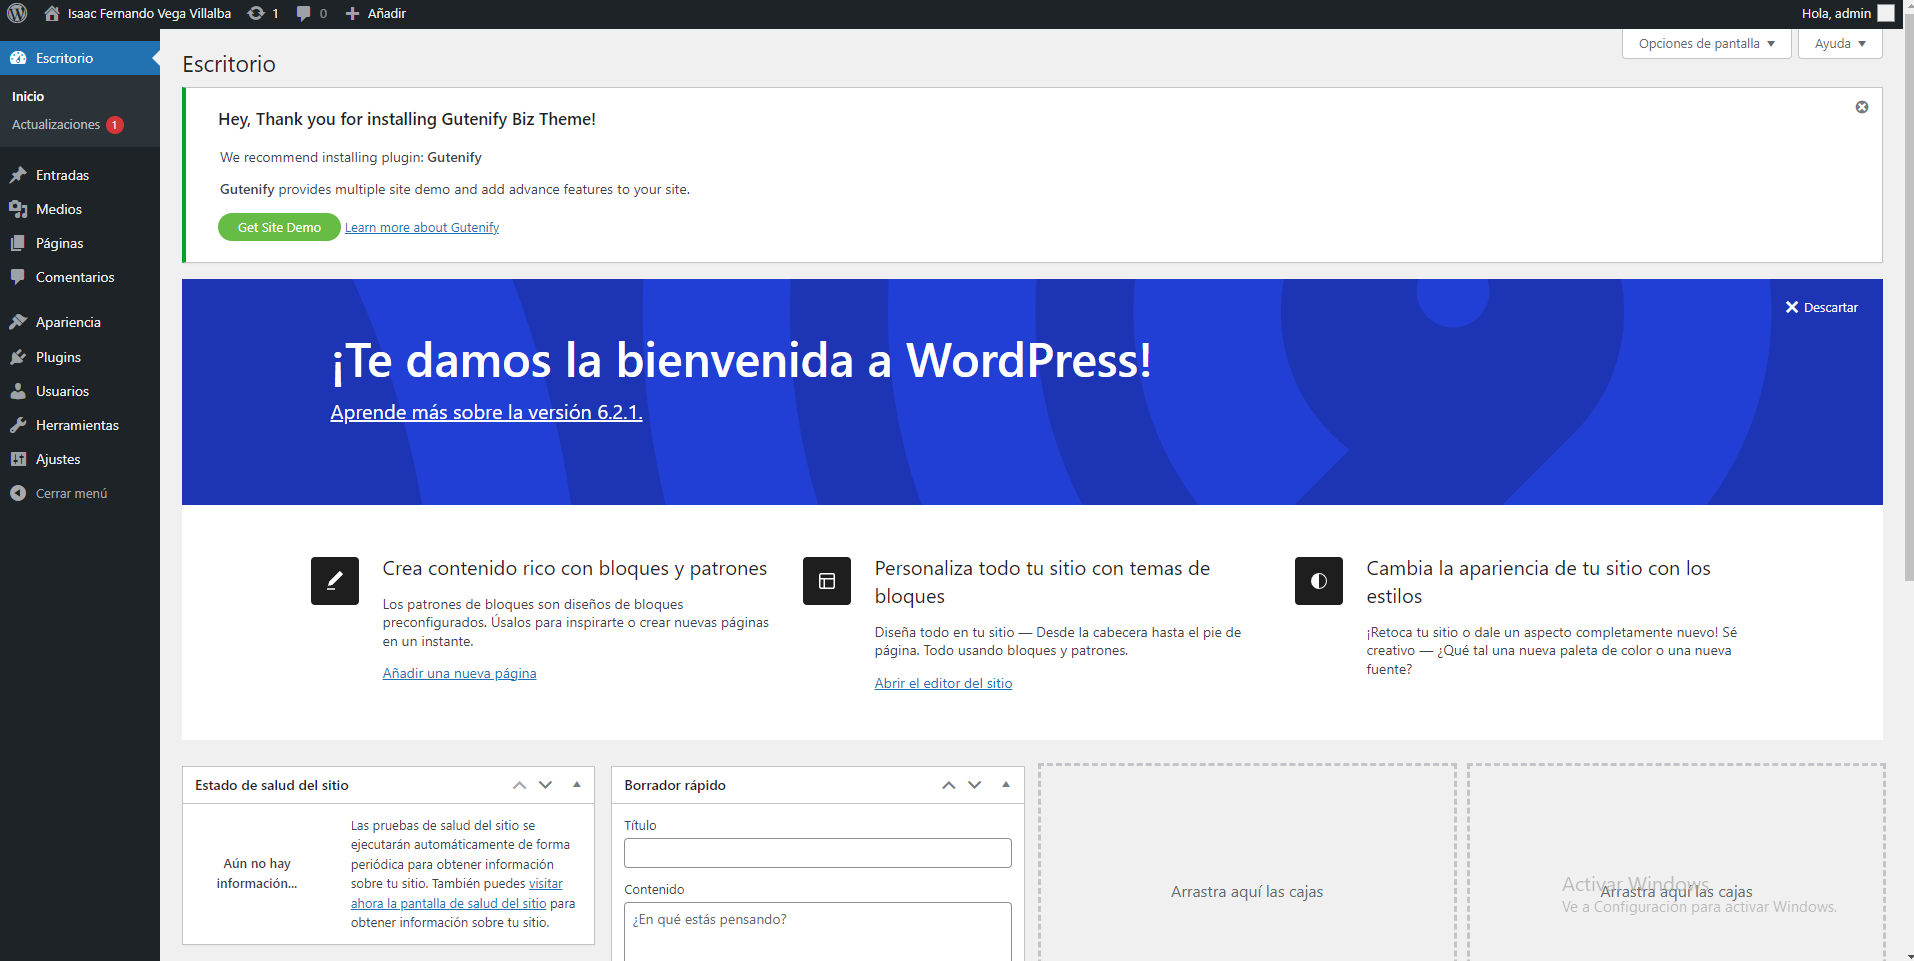 Isaac Fernando Vega Villalba 1 0 Añadir Hola, admin
Escritorio
Inicio
Actualizaciones 1
Entradas
Medios
Páginas
Comentarios
Apariencia
Plugins
Usuarios
Herramientas
Ajustes
Cerrar menú
Opciones de pantalla
Ayuda
Escritorio
Hey, Thank you for installing Gutenify Biz Theme!
We recommend installing plugin: Gutenify
Gutenify provides multiple site demo and add advance features to your site.
Get Site Demo Learn more about Gutenify
Descartar
¡Te damos la bienvenida a WordPress!
Aprende más sobre la versión 6.2.1.
Crea contenido rico con bloques y patrones
Los patrones de bloques son diseños de bloques
preconfigurados. Úsalos para inspirarte o crear nuevas páginas
en un instante.
Añadir una nueva página
Personaliza todo tu sitio con temas de
bloques
Diseña todo en tu sitio — Desde la cabecera hasta el pie de
página. Todo usando bloques y patrones.
Abrir el editor del sitio
Cambia la apariencia de tu sitio con los
estilos
¡Retoca tu sitio o dale un aspecto completamente nuevo! Sé
creativo — ¿Qué tal una nueva paleta de color o una nueva
fuente?
Estado de salud del sitio
Aún no hay
información...
Las pruebas de salud del sitio se
ejecutarán automáticamente de forma
periódica para obtener información
sobre tu sitio. También puedes visitar
ahora la pantalla de salud del sitio para
obtener información sobre tu sitio.
Borrador rápido
Título
Contenido
¿En qué estás pensando?
Arrastra aquí las cajas
Arrastra aquí las cajas
Activar Windows
Ve a Configuración para activar Windows.